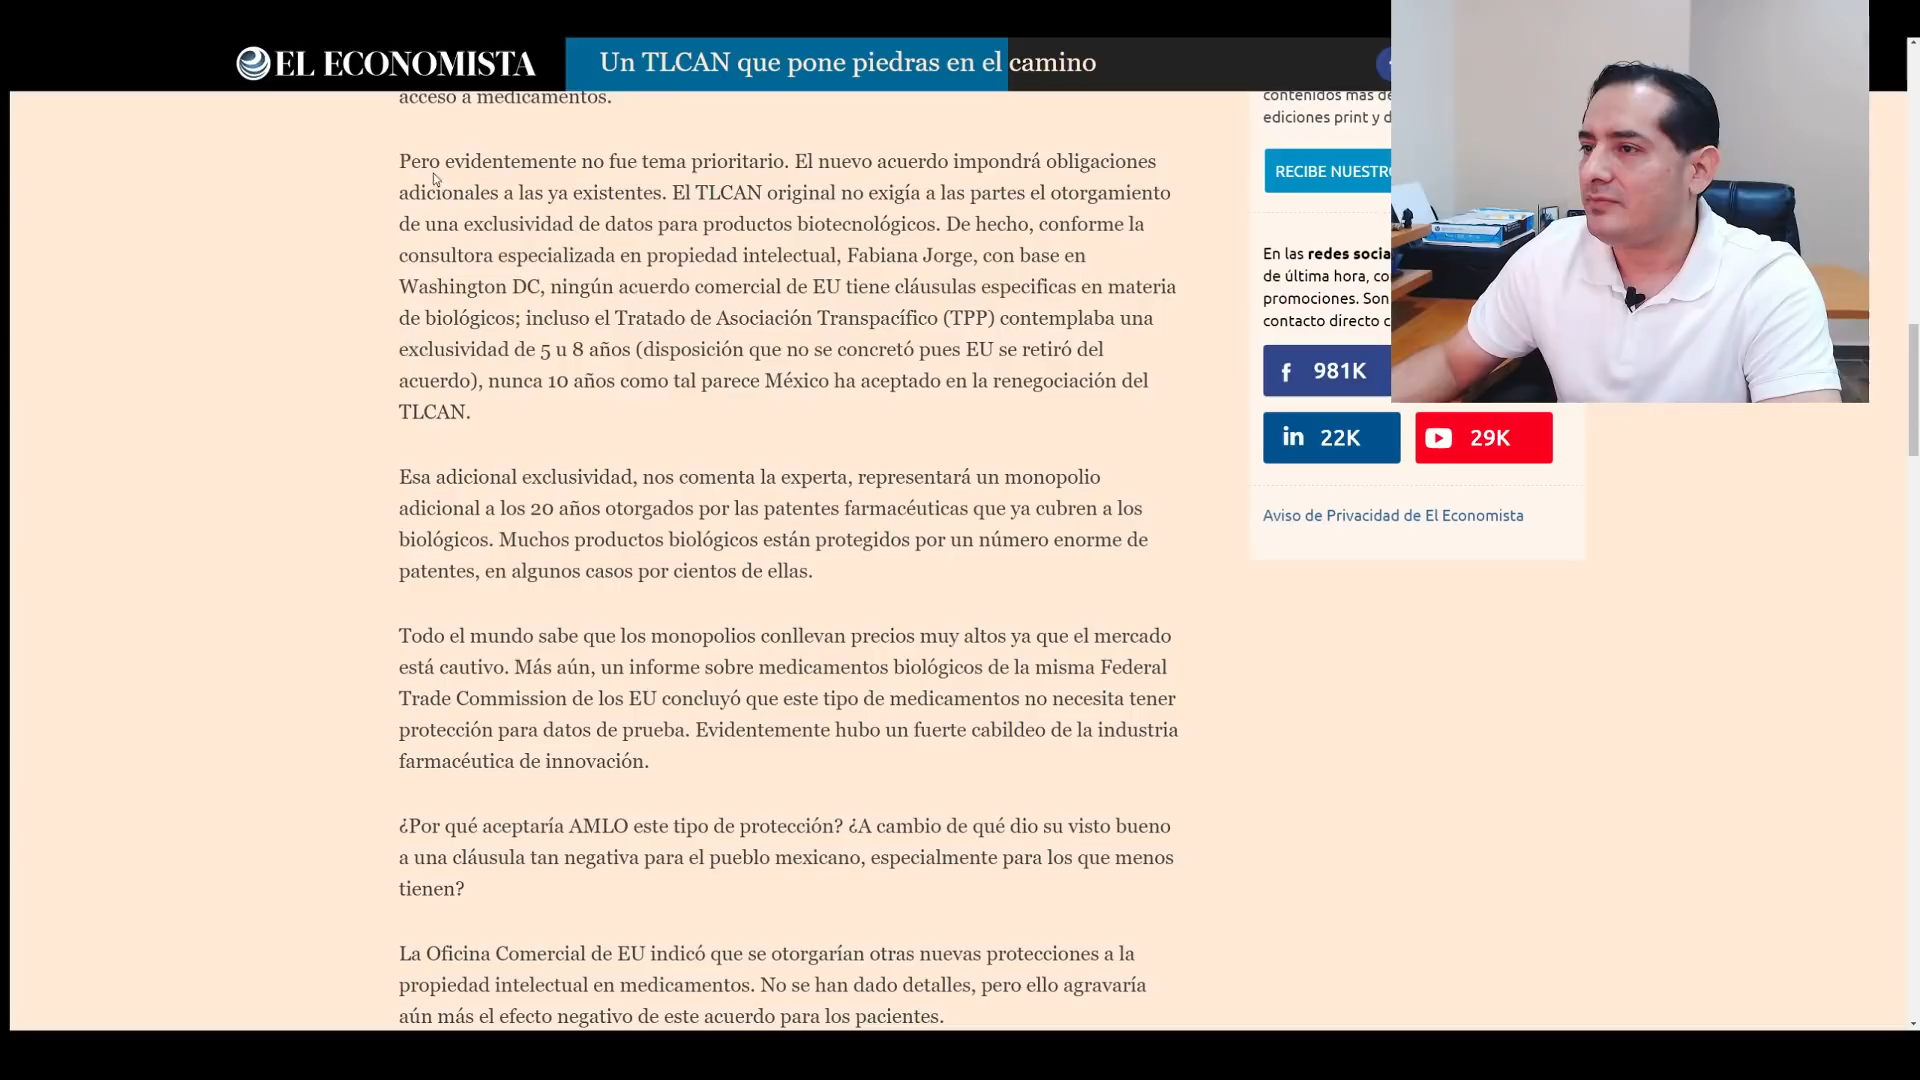 EL ECONOMISTA
Un TLCAN que pone piedras en el camino
acceso a medicamentos.
Pero evidentemente no fue tema prioritario. El nuevo acuerdo impondrá obligaciones
adicionales a las ya existentes. El TLCAN original no exigía a las partes el otorgamiento
de una exclusividad de datos para productos biotecnológicos. De hecho, conforme la
consultora especializada en propiedad intelectual, Fabiana Jorge, con base en
Washington DC, ningún acuerdo comercial de EU tiene cláusulas especificas en materia
de biológicos; incluso el Tratado de Asociación Transpacífico (TPP) contemplaba una
exclusividad de 5 u 8 años (disposición que no se concretó pues EU se retiró del
acuerdo), nunca 10 años como tal parece México ha aceptado en la renegociación del
TLCAN.
Esa adicional exclusividad, nos comenta la experta, representará un monopolio
adicional a los 20 años otorgados por las patentes farmacéuticas que ya cubren a los
biológicos. Muchos productos biológicos están protegidos por un número enorme de
patentes, en algunos casos por cientos de ellas.
Todo el mundo sabe que los monopolios conllevan precios muy altos ya que el mercado
está cautivo. Más aún, un informe sobre medicamentos biológicos de la misma Federal
Trade Commission de los EU concluyó que este tipo de medicamentos no necesita tener
protección para datos de prueba. Evidentemente hubo un fuerte cabildeo de la industria
farmacéutica de innovación.
¿Por qué aceptaría AMLO este tipo de protección? ¿A cambio de qué dio su visto bueno
a una cláusula tan negativa para el pueblo mexicano, especialmente para los que menos
tienen?
La Oficina Comercial de EU indicó que se otorgarían otras nuevas protecciones a la
propiedad intelectual en medicamentos. No se han dado detalles, pero ello agravaría
aún más el efecto negativo de este acuerdo para los pacientes.
contenidos más de
ediciones print y d
RECIBE NUESTR
En las redes socia
de última hora, co
promociones. Son
contacto directo c
981K
22K
29K
Aviso de Privacidad de El Economista